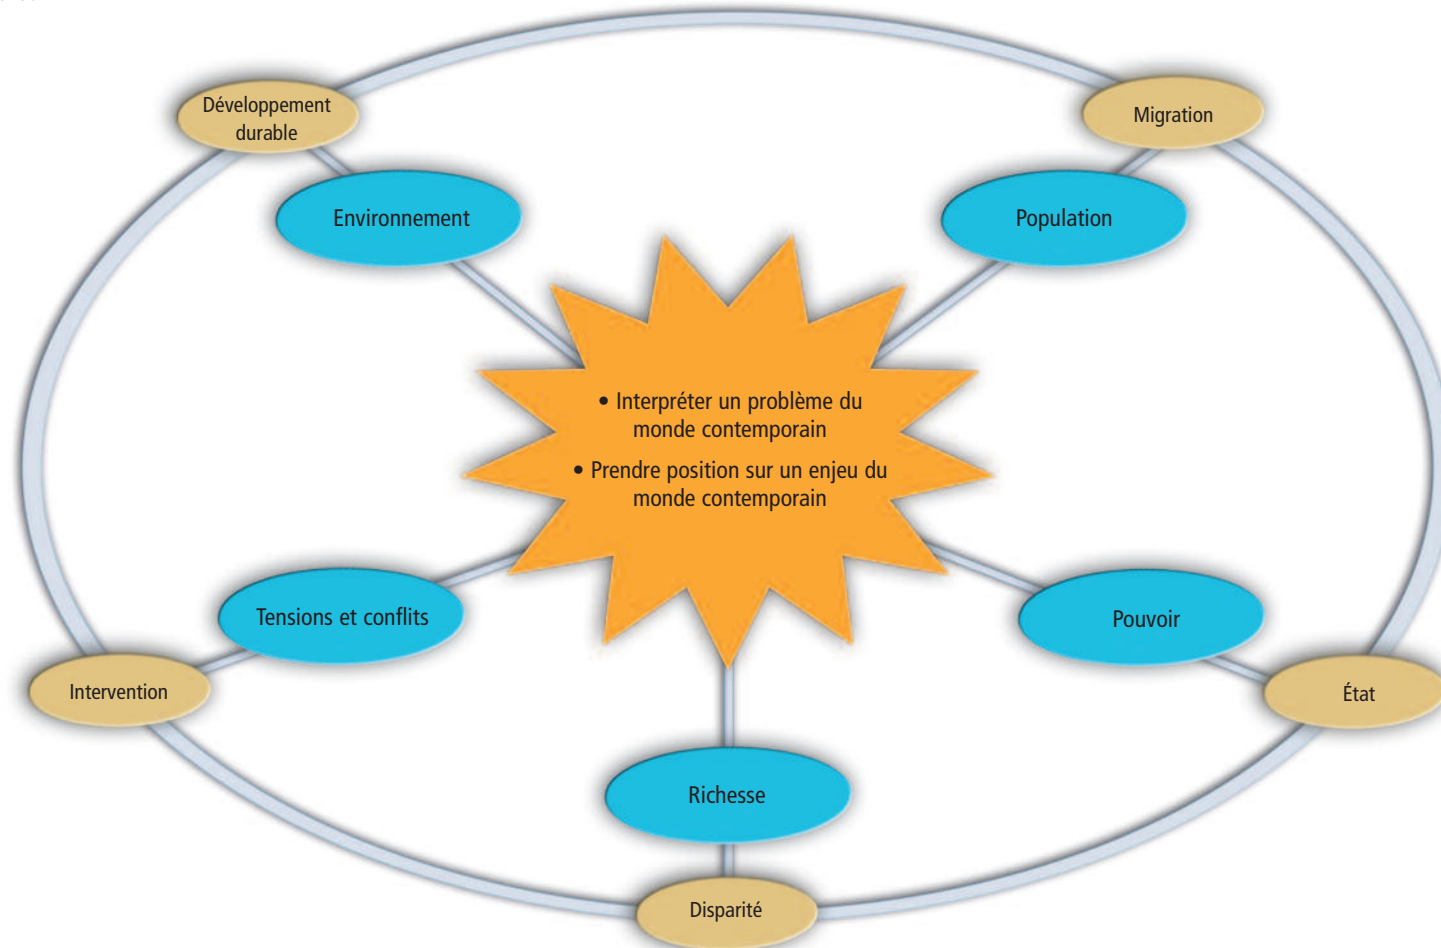 Développement
durable
Migration
Environnement
Population
• Interpréter un problème du
monde contemporain
• Prendre position sur un enjeu du
monde contemporain
Tensions et conflits
Pouvoir
Intervention
État
Richesse
Disparité